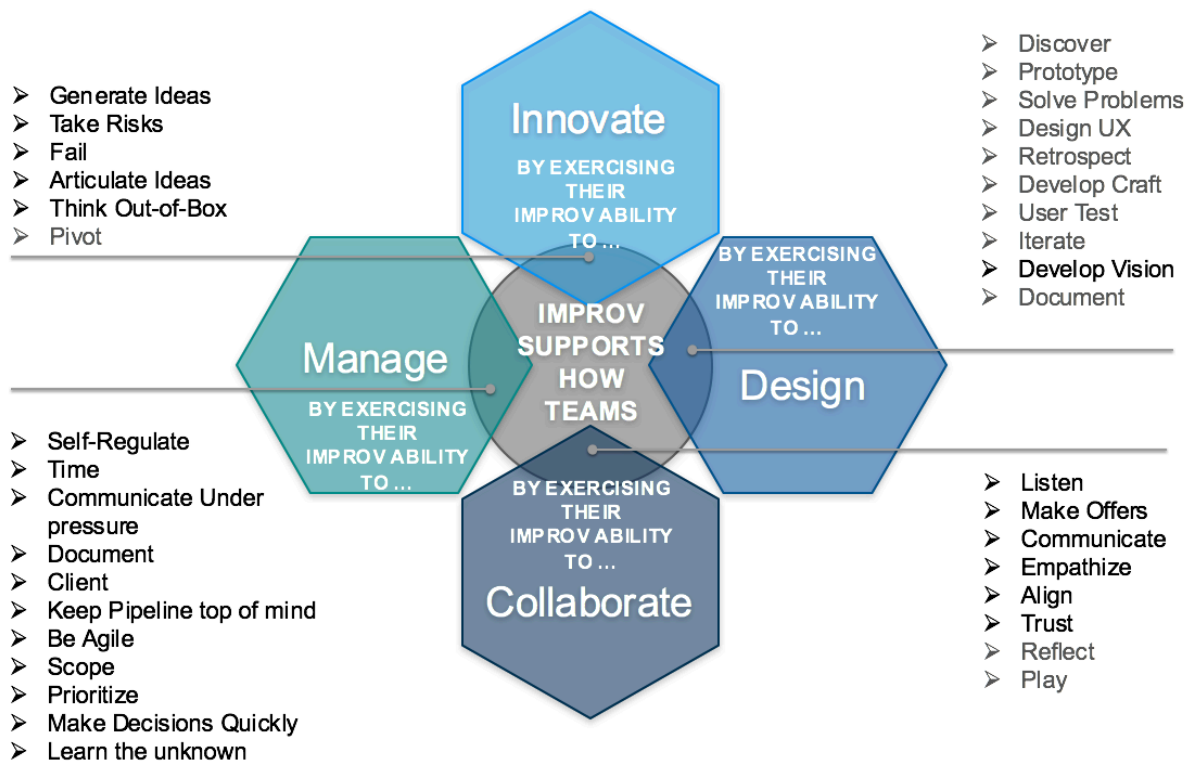 Generate Ideas
Take Risks
Fail
Articulate Ideas
Think Out-of-Box
Pivot
Innovate
BY EXERCISING
THEIR
IMPROV ABILITY
TO ...
Discover
Prototype
Solve Problems
Design UX
Retrospect
Develop Craft
User Test
Iterate
Develop Vision
Document
Manage
BY EXERCISING
THEIR
IMPROV ABILITY
TO ...
IMPROV
SUPPORTS
HOW
TEAMS
BY EXERCISING
THEIR
IMPROV ABILITY
TO ...
Design
Self-Regulate
Time
Communicate Under
pressure
Document
Client
Keep Pipeline top of mind
Be Agile
Scope
Prioritize
Make Decisions Quickly
Learn the unknown
BY EXERCISING
THEIR
IMPROV ABILITY
TO ...
Collaborate
Listen
Make Offers
Communicate
Empathize
Align
Trust
Reflect
Play